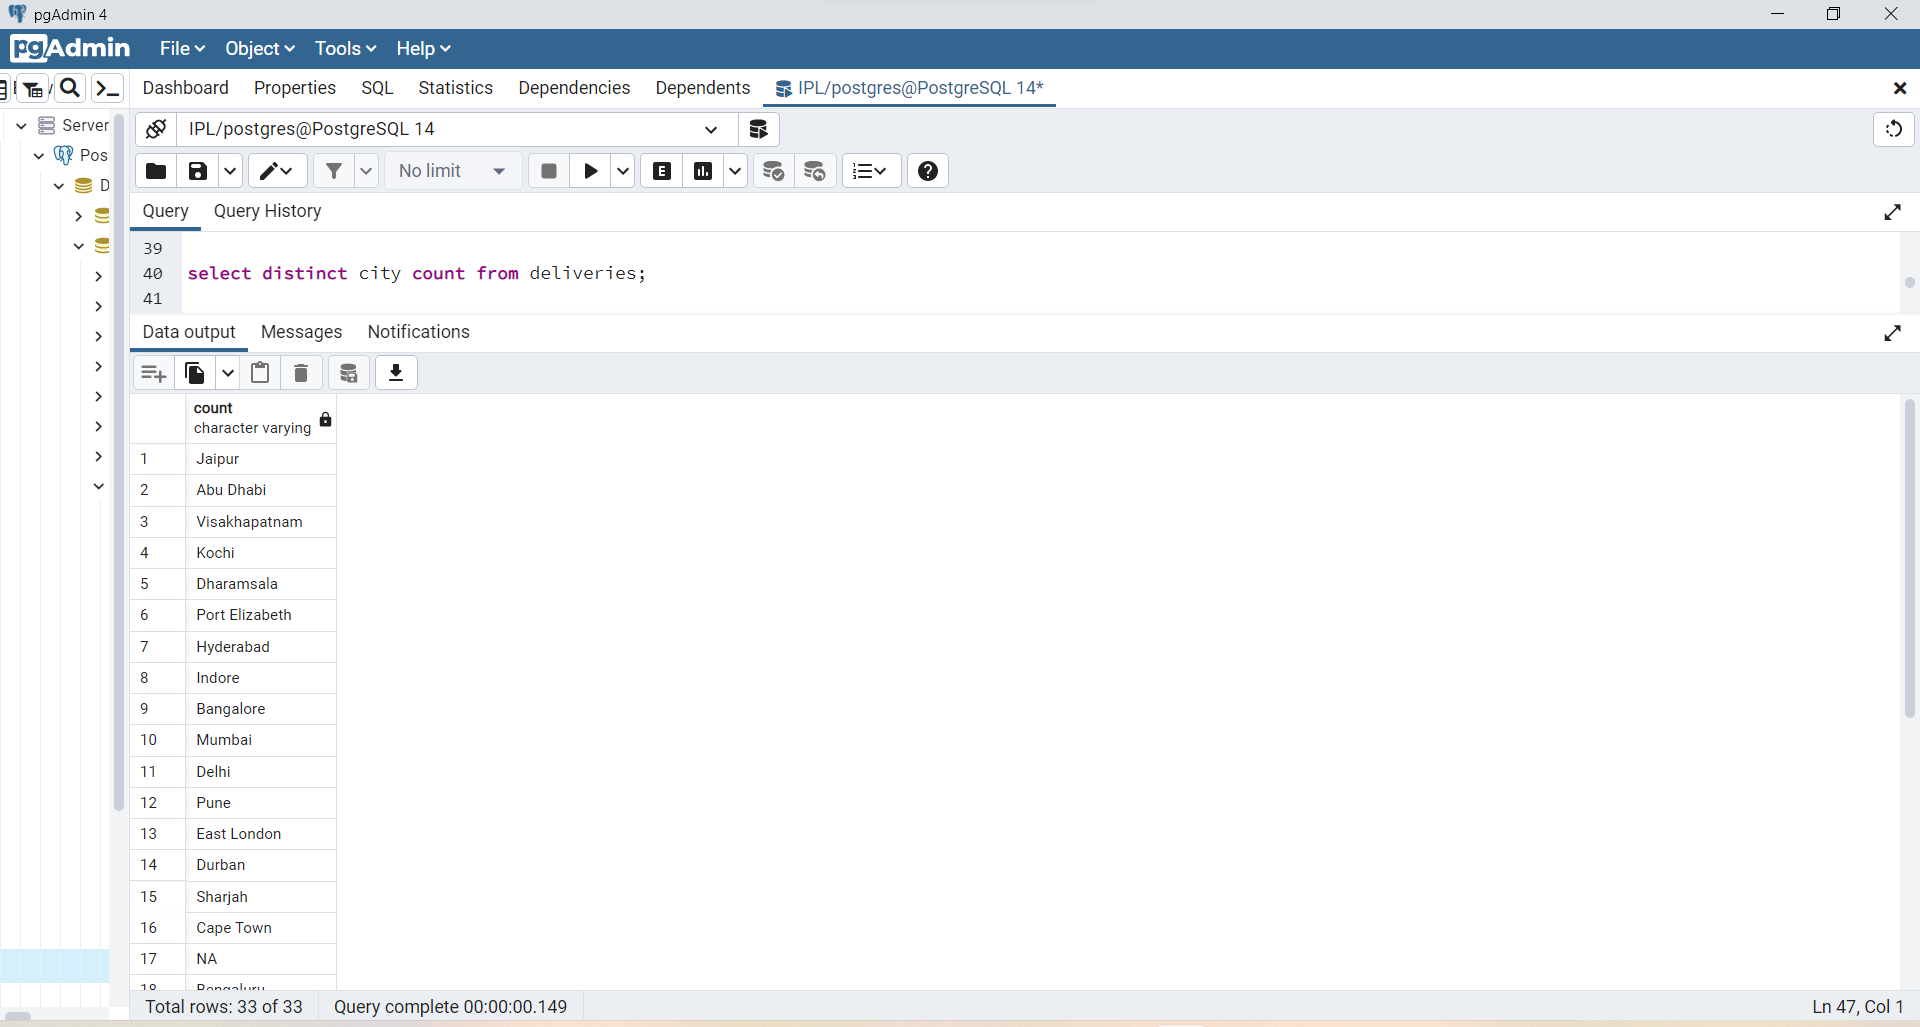 pgAdmin 4
pgAdmin File Object Tools Help
Dashboard Properties SQL Statistics Dependencies Dependents IPL/postgres@PostgreSQL 14*
Server
IPL/postgres@PostgreSQL 14
Pos
No limit E
D
Query Query History
39
40 select distinct city count from deliveries;
41
Data output Messages Notifications
count
character varying
1 Jaipur
2 Abu Dhabi
3 Visakhapatnam
4 Kochi
5 Dharamsala
6 Port Elizabeth
7 Hyderabad
8 Indore
9 Bangalore
10 Mumbai
11 Delhi
12 Pune
13 East London
14 Durban
15 Sharjah
16 Cape Town
17 NA
18 Bengaluru
Total rows: 33 of 33 Query complete 00:00:00.149 Ln 47, Col 1